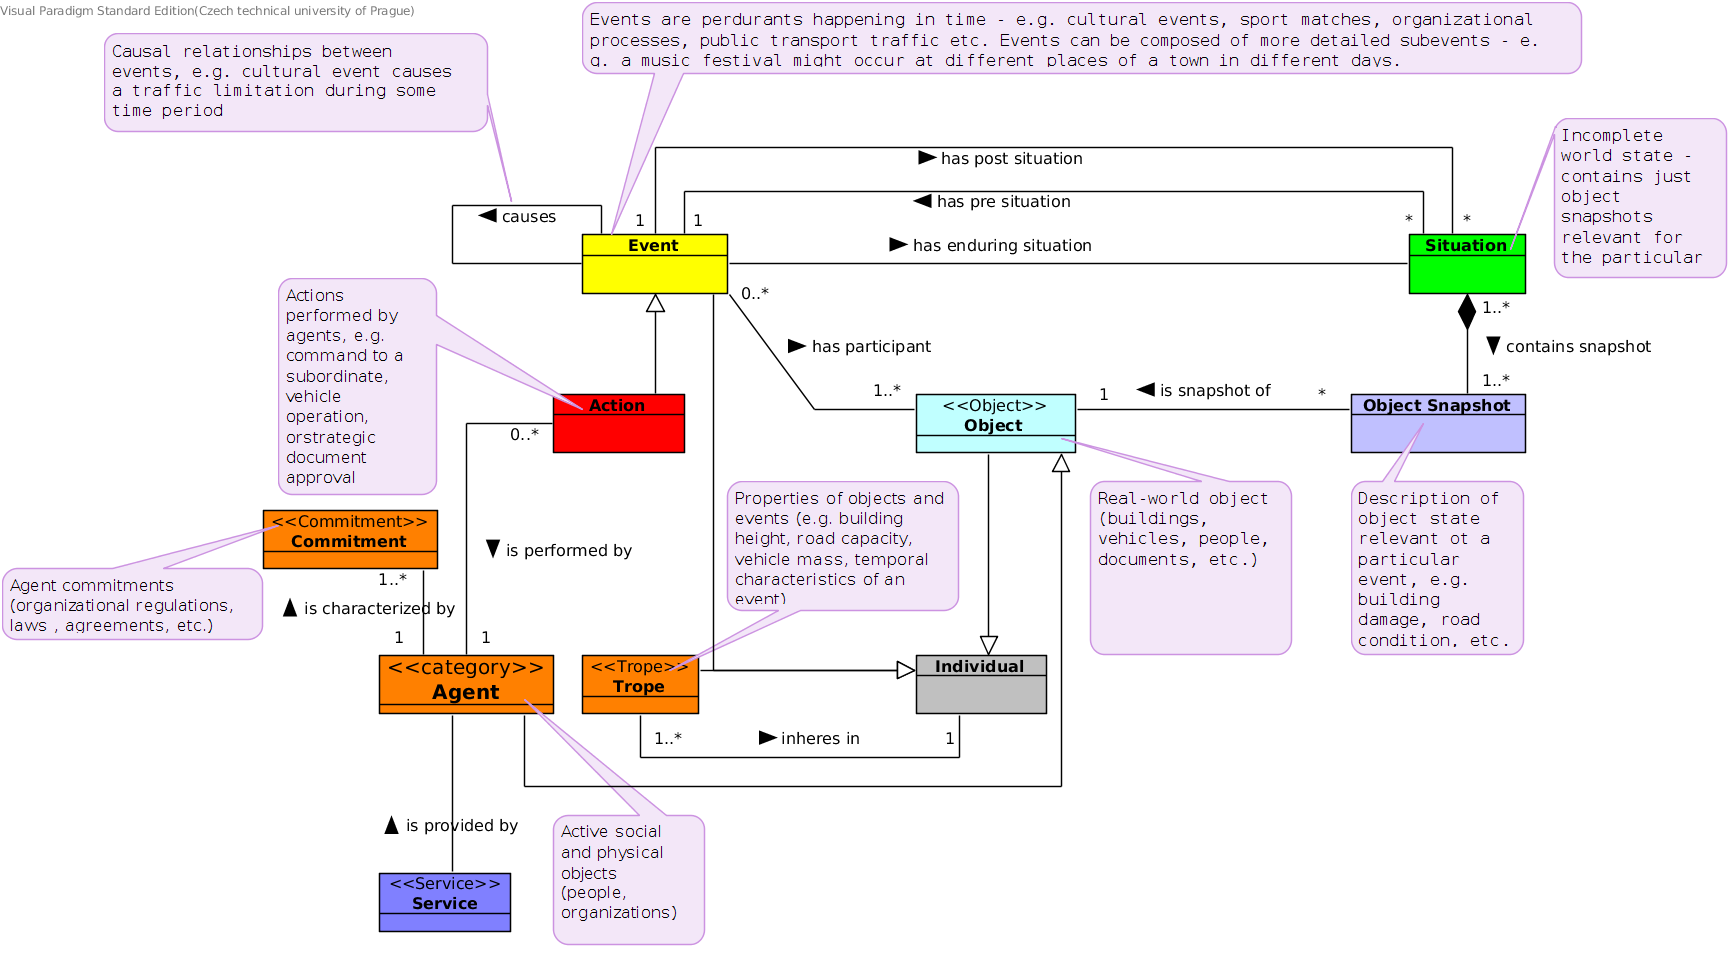 Visual Paradigm Standard Edition(Czech technical university of Prague)
Events are perdurants happening in time - e.g. cultural events, sport matches, organizational
processes, public transport traffic etc. Events can be composed of more detailed subevents - e.
g. a music festival might occur at different places of a town in different days.
Causal relationships between
events, e.g. cultural event causes
a traffic limitation during some
time period
Incomplete
world state -
contains just
object
snapshots
relevant for
the particular
has post situation
has pre situation
causes
1
1
*
*
Event
has enduring situation
Situation
0..*
1..*
Actions
performed by
agents, e.g.
command to a
subordinate,
vehicle
operation,
orstrategic
document
approval
has participant
contains snapshot
1..*
1
is snapshot of
*
1..*
Action
0..*
<<Object>>
Object
Object Snapshot
Properties of objects and
events (e.g. building
height, road capacity,
vehicle mass, temporal
characteristics of an
event)
Real-world object
(buildings,
vehicles, people,
documents, etc.)
Description of
object state
relevant ot a
particular
event, e.g.
building
damage, road
condition, etc.
<<Commitment>>
Commitment
is performed by
Agent commitments
(organizational regulations,
laws , agreements, etc.)
1..*
is characterized by
1
1
<<category>>
Agent
<<Trope>>
Trope
Individual
1..*
inheres in
1
is provided by
Active social
and physical
objects
(people,
organizations)
<<Service>>
Service